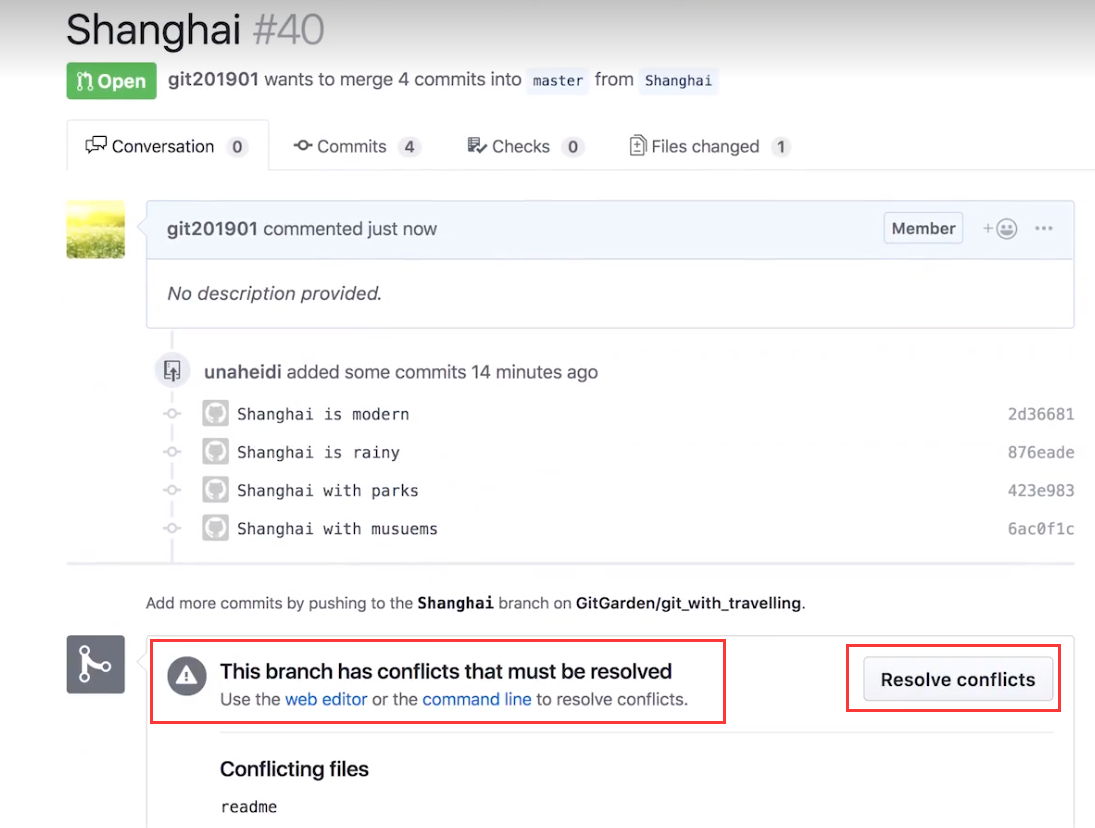 Shanghai #40
Open git201901 wants to merge 4 commits into master from Shanghai
Conversation 0 Commits 4 Checks 0 Files changed 1
git201901 commented just now Member
No description provided.
unaheidi added some commits 14 minutes ago
Shanghai is modern 2d36681
Shanghai is rainy 876eade
Shanghai with parks 423e983
Shanghai with musuems 6ac0f1c
Add more commits by pushing to the Shanghai branch on GitGarden/git_with_travelling.
This branch has conflicts that must be resolved
Use the web editor or the command line to resolve conflicts.
Resolve conflicts
Conflicting files
readme